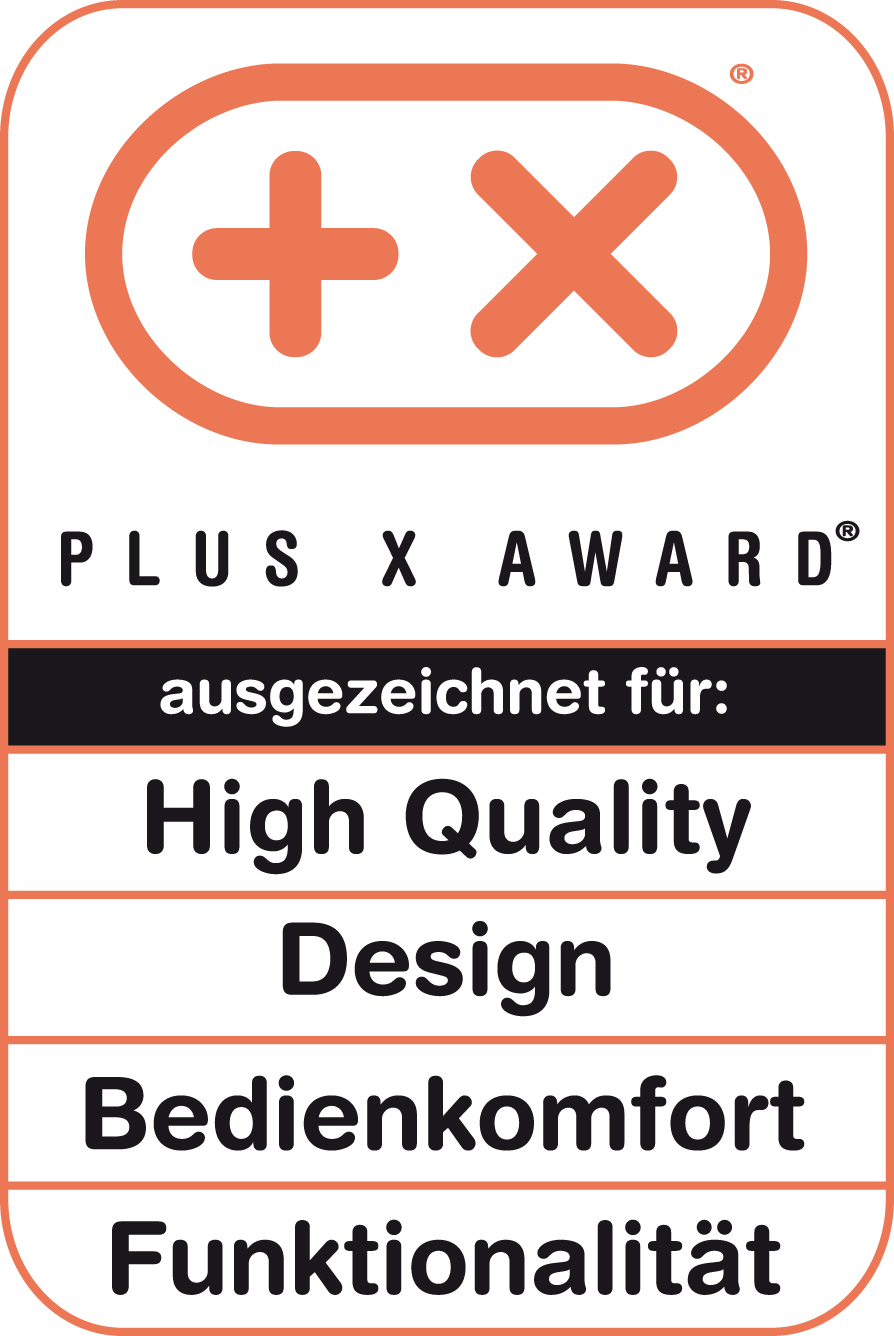 ®
PLUS X AWARD®
ausgezeichnet für:
High Quality
Design
Bedienkomfort
Funktionalität